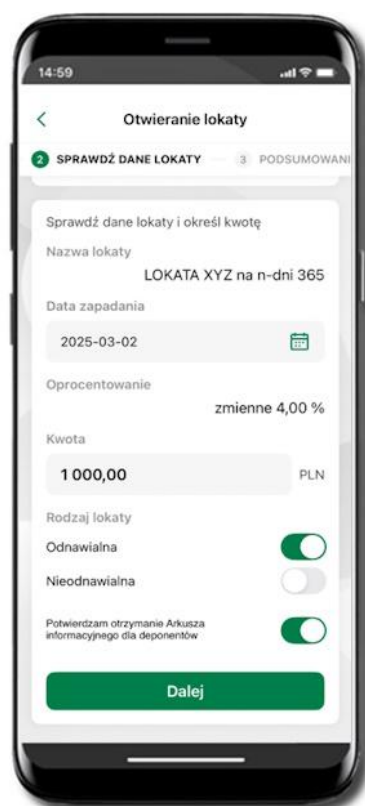 14:59
Otwieranie lokaty
2 SPRAWDŹ DANE LOKATY 3 PODSUMOWANI
Sprawdź dane lokaty i określ kwotę
Nazwa lokaty
LOKATA XYZ na n-dni 365
Data zapadania
2025-03-02
Oprocentowanie
zmienne 4,00 %
Kwota
1 000,00 PLN
Rodzaj lokaty
Odnawialna
Nieodnawialna
Potwierdzam otrzymanie Arkusza
informacyjnego dla deponentów
Dalej